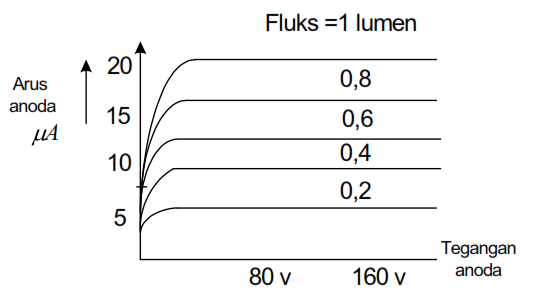 Fluks =1 lumen
Arus
anoda
µA
20
15
10
5
0,8
0,6
0,4
0,2
80 v
160 v
Tegangan
anoda